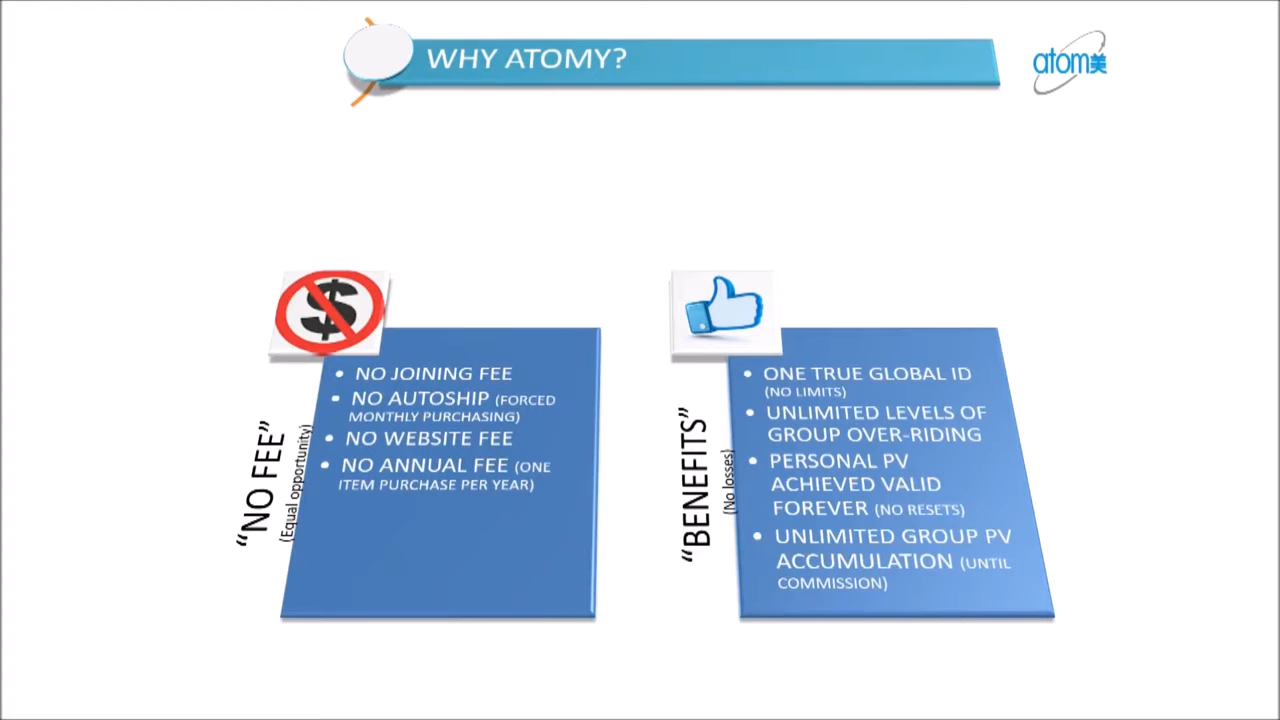 WHY ATOMY?
atom美
“NO FEE”
(Equal opportunity)
• NO JOINING FEE
• NO AUTOSHIP (FORCED
MONTHLY PURCHASING)
• NO WEBSITE FEE
• NO ANNUAL FEE (ONE
ITEM PURCHASE PER YEAR)
“BENEFITS”
(No losses)
• ONE TRUE GLOBAL ID
(NO LIMITS)
• UNLIMITED LEVELS OF
GROUP OVER-RIDING
• PERSONAL PV
ACHIEVED VALID
FOREVER (NO RESETS)
• UNLIMITED GROUP PV
ACCUMULATION (UNTIL
COMMISSION)